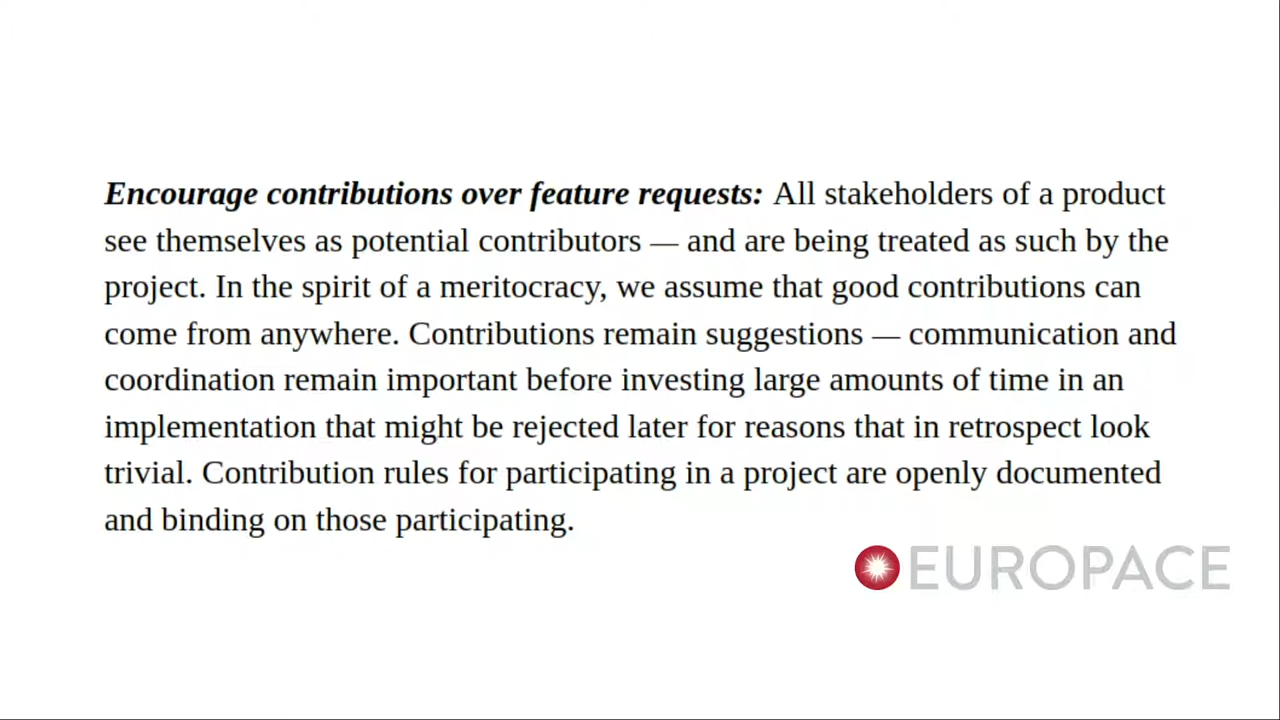 Encourage contributions over feature requests: All stakeholders of a product
see themselves as potential contributors — and are being treated as such by the
project. In the spirit of a meritocracy, we assume that good contributions can
come from anywhere. Contributions remain suggestions — communication and
coordination remain important before investing large amounts of time in an
implementation that might be rejected later for reasons that in retrospect look
trivial. Contribution rules for participating in a project are openly documented
and binding on those participating.
EUROPACE